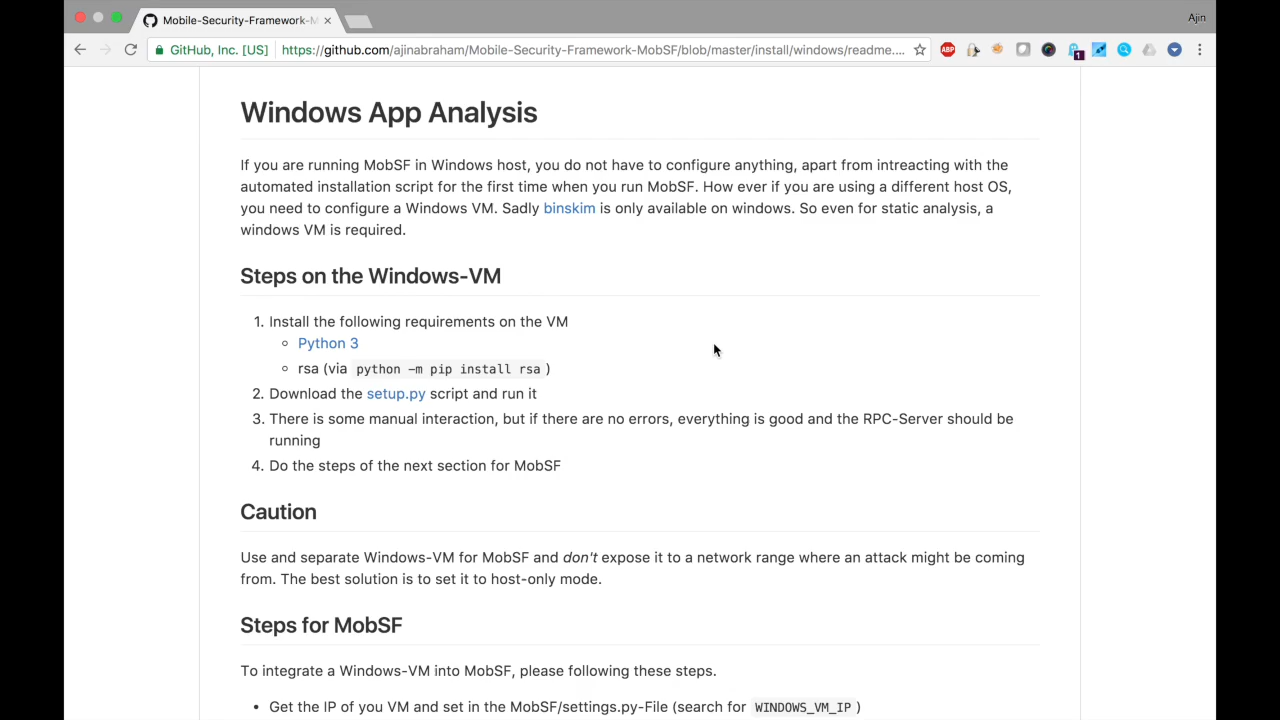 Mobile-Security-Framework-M
Ajin
GitHub, Inc. [US] https://github.com/ajinabraham/Mobile-Security-Framework-MobSF/blob/master/install/windows/readme....
ABP
1
Windows App Analysis
If you are running MobSF in Windows host, you do not have to configure anything, apart from intreacting with the
automated installation script for the first time when you run MobSF. How ever if you are using a different host OS,
you need to configure a Windows VM. Sadly binskim is only available on windows. So even for static analysis, a
windows VM is required.
Steps on the Windows-VM
1. Install the following requirements on the VM
Python 3
rsa (via python -m pip install rsa )
2. Download the setup.py script and run it
3. There is some manual interaction, but if there are no errors, everything is good and the RPC-Server should be
running
4. Do the steps of the next section for MobSF
Caution
Use and separate Windows-VM for MobSF and don't expose it to a network range where an attack might be coming
from. The best solution is to set it to host-only mode.
Steps for MobSF
To integrate a Windows-VM into MobSF, please following these steps.
• Get the IP of you VM and set in the MobSF/settings.py-File (search for WINDOWS_VM_IP )